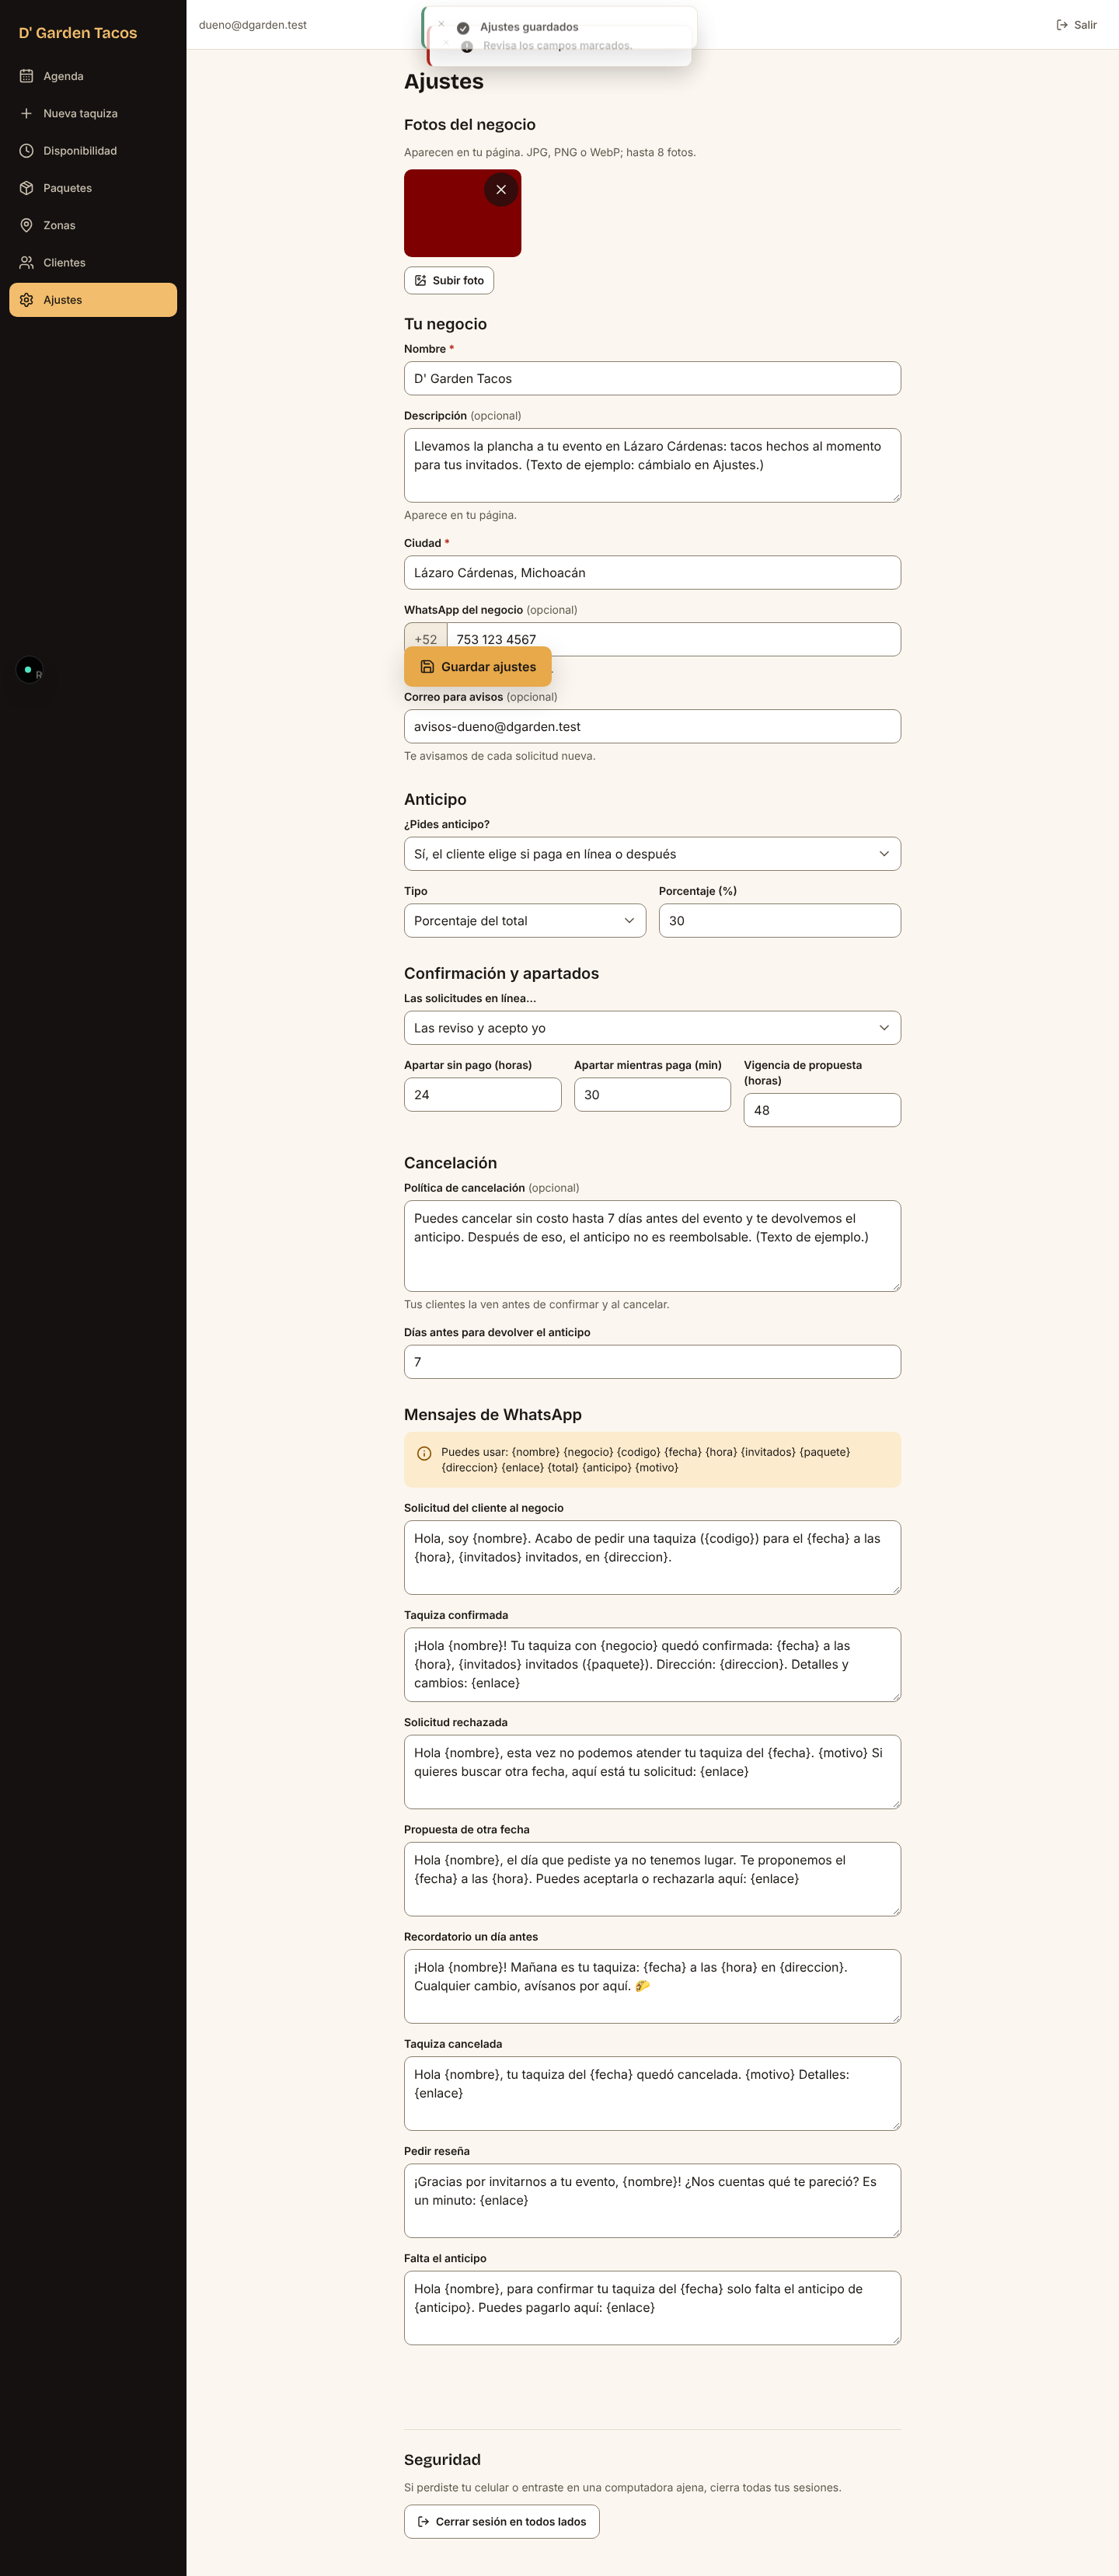 D' Garden Tacos
Agenda
Nueva taquiza
Disponibilidad
Paquetes
Zonas
Clientes
Ajustes
dueno@dgarden.test
Ajustes guardados
Revisa los campos marcados.
Salir
Ajustes
Fotos del negocio
Aparecen en tu página. JPG, PNG o WebP; hasta 8 fotos.
Subir foto
Tu negocio
Nombre *
D' Garden Tacos
Descripción (opcional)
Llevamos la plancha a tu evento en Lázaro Cárdenas: tacos hechos al momento
para tus invitados. (Texto de ejemplo: cámbialo en Ajustes.)
Aparece en tu página.
Ciudad *
Lázaro Cárdenas, Michoacán
WhatsApp del negocio (opcional)
+52 753 123 4567
Guardar ajustes
Correo para avisos (opcional)
avisos-dueno@dgarden.test
Te avisamos de cada solicitud nueva.
Anticipo
¿Pides anticipo?
Sí, el cliente elige si paga en línea o después
Tipo
Porcentaje del total
Porcentaje (%)
30
Confirmación y apartados
Las solicitudes en línea…
Las reviso y acepto yo
Apartar sin pago (horas)
24
Apartar mientras paga (min)
30
Vigencia de propuesta
(horas)
48
Cancelación
Política de cancelación (opcional)
Puedes cancelar sin costo hasta 7 días antes del evento y te devolvemos el
anticipo. Después de eso, el anticipo no es reembolsable. (Texto de ejemplo.)
Tus clientes la ven antes de confirmar y al cancelar.
Días antes para devolver el anticipo
7
Mensajes de WhatsApp
Puedes usar: {nombre} {negocio} {codigo} {fecha} {hora} {invitados} {paquete}
{direccion} {enlace} {total} {anticipo} {motivo}
Solicitud del cliente al negocio
Hola, soy {nombre}. Acabo de pedir una taquiza ({codigo}) para el {fecha} a las
{hora}, {invitados} invitados, en {direccion}.
Taquiza confirmada
¡Hola {nombre}! Tu taquiza con {negocio} quedó confirmada: {fecha} a las
{hora}, {invitados} invitados ({paquete}). Dirección: {direccion}. Detalles y
cambios: {enlace}
Solicitud rechazada
Hola {nombre}, esta vez no podemos atender tu taquiza del {fecha}. {motivo} Si
quieres buscar otra fecha, aquí está tu solicitud: {enlace}
Propuesta de otra fecha
Hola {nombre}, el día que pediste ya no tenemos lugar. Te proponemos el
{fecha} a las {hora}. Puedes aceptarla o rechazarla aquí: {enlace}
Recordatorio un día antes
¡Hola {nombre}! Mañana es tu taquiza: {fecha} a las {hora} en {direccion}.
Cualquier cambio, avísanos por aquí. 🌮
Taquiza cancelada
Hola {nombre}, tu taquiza del {fecha} quedó cancelada. {motivo} Detalles:
{enlace}
Pedir reseña
¡Gracias por invitarnos a tu evento, {nombre}! ¿Nos cuentas qué te pareció? Es
un minuto: {enlace}
Falta el anticipo
Hola {nombre}, para confirmar tu taquiza del {fecha} solo falta el anticipo de
{anticipo}. Puedes pagarlo aquí: {enlace}
Seguridad
Si perdiste tu celular o entraste en una computadora ajena, cierra todas tus sesiones.
Cerrar sesión en todos lados